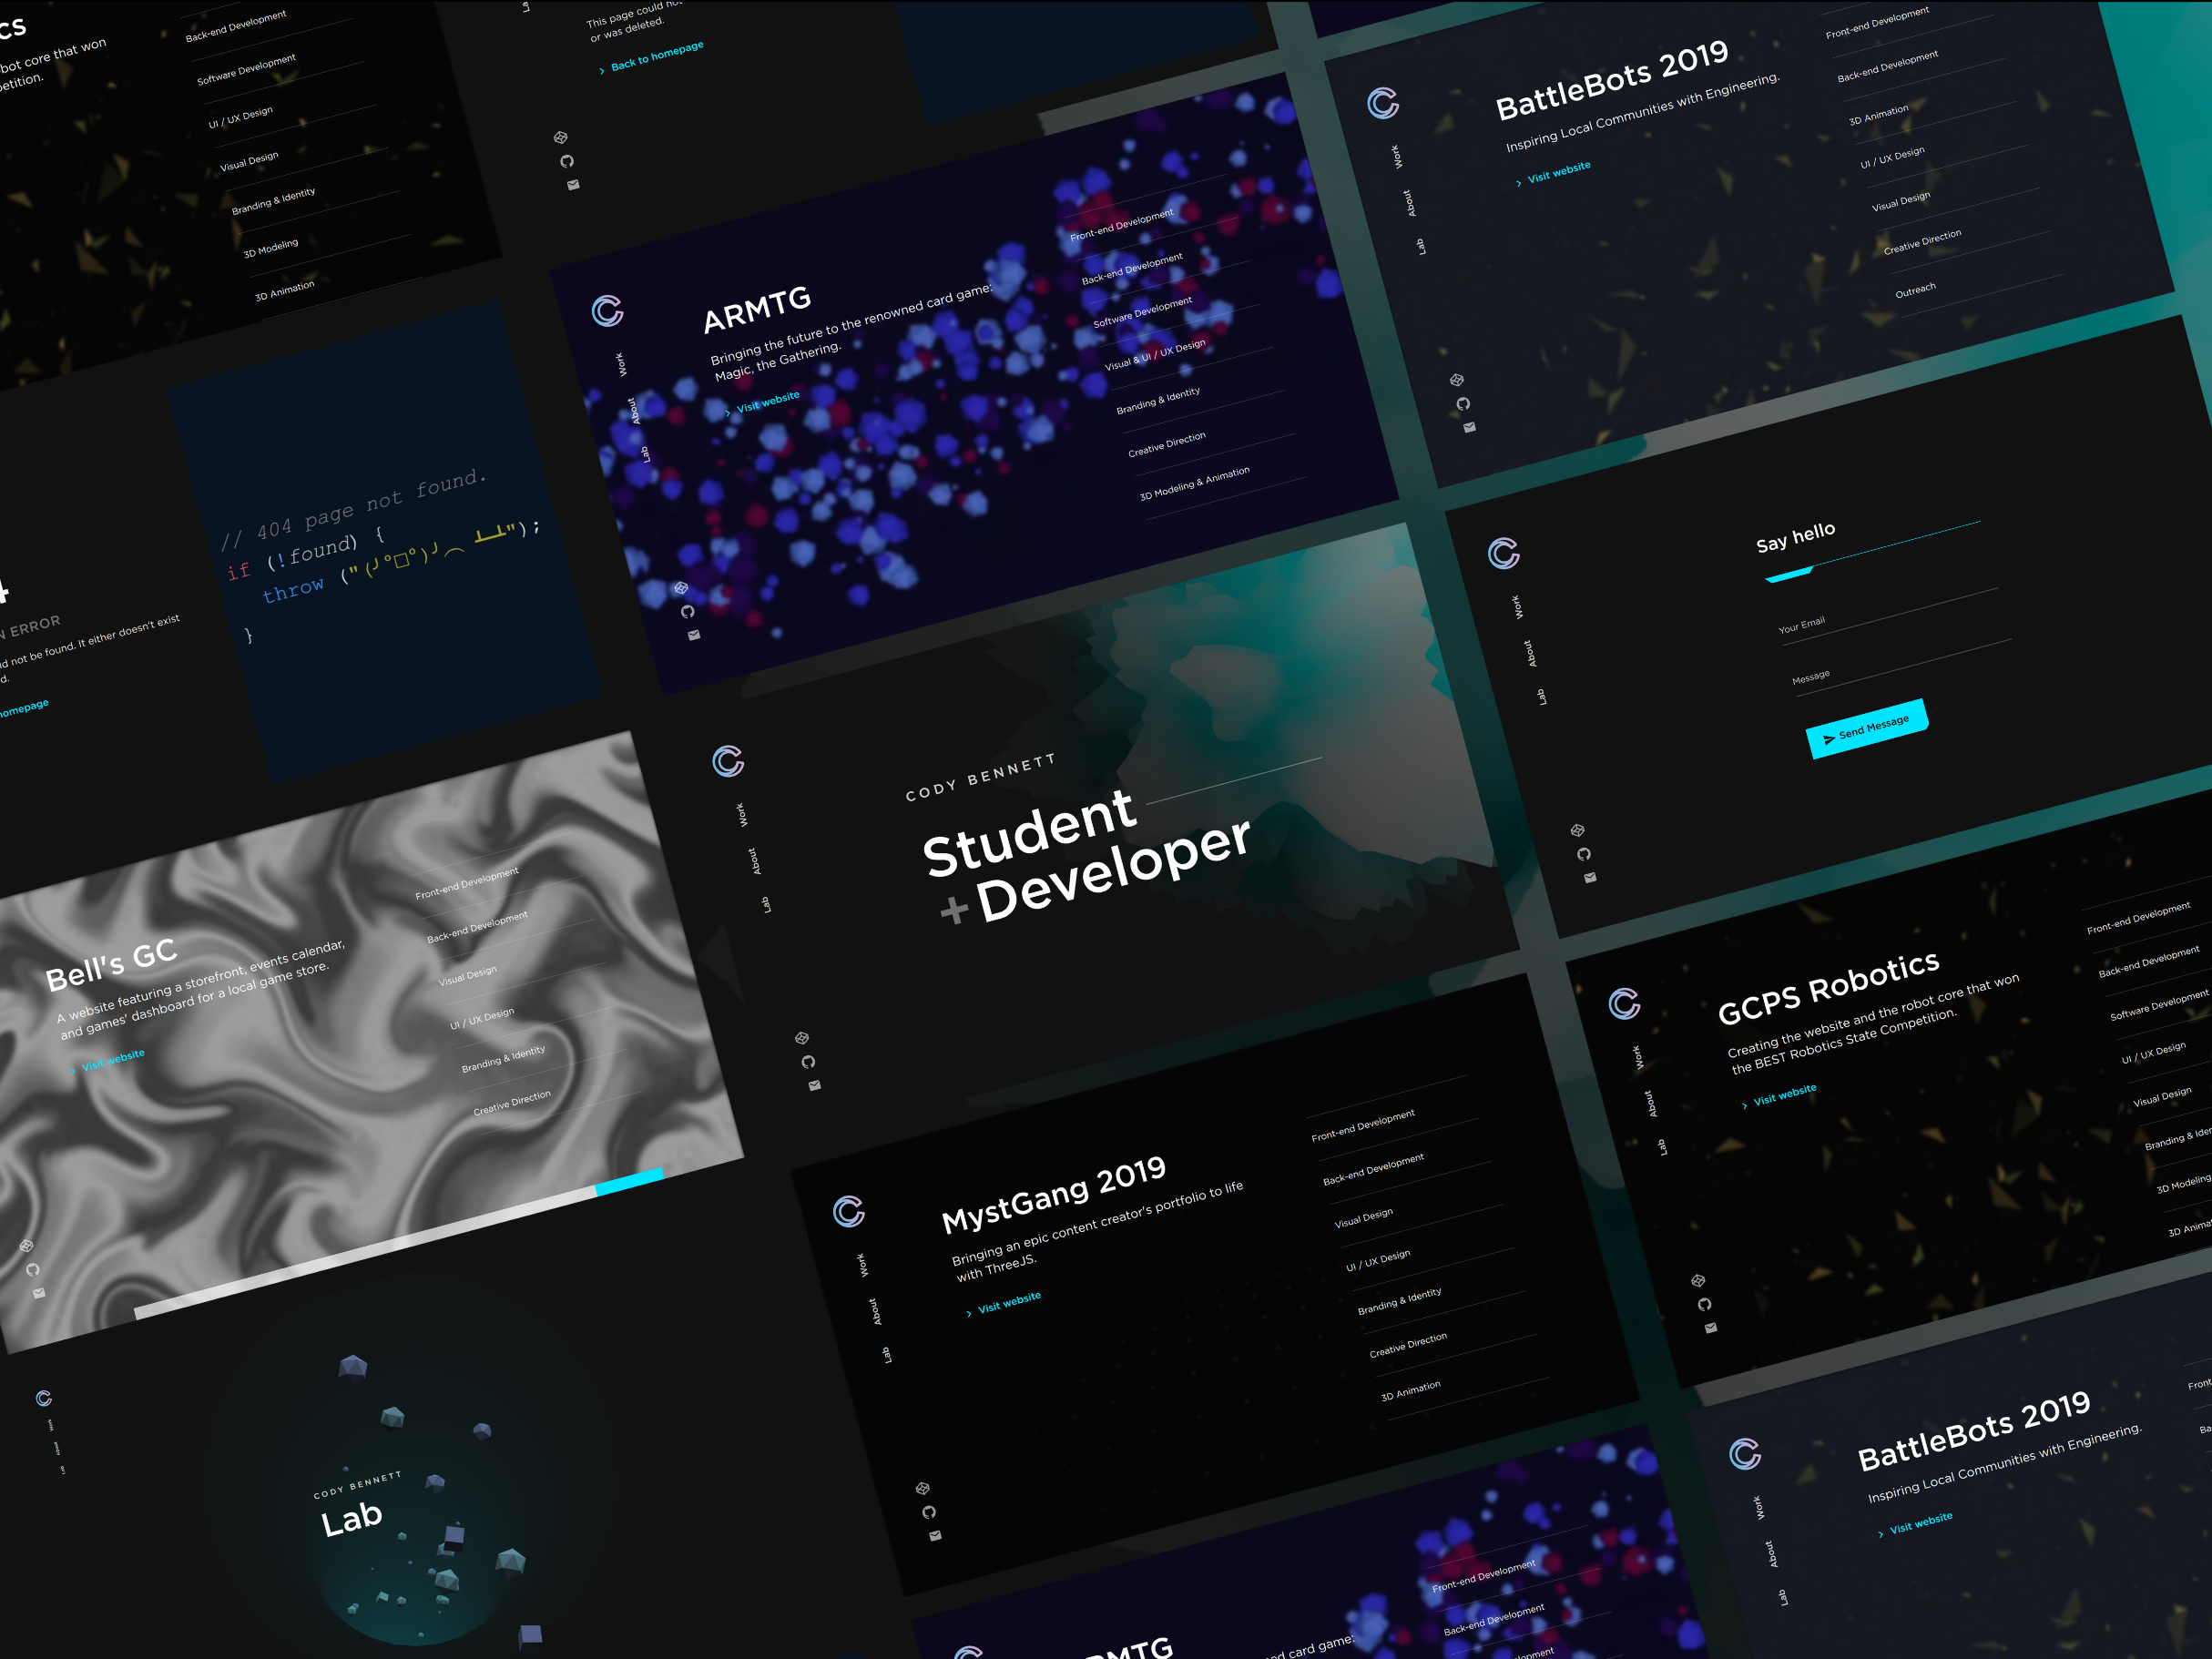 cs
bot core that won
petition.
Back-end Development
Software Development
UI / UX Design
Visual Design
Branding & Identity
3D Modeling
3D Animation
This page could not
or was deleted.
Back to homepage
ARMTG
Bringing the future to the renowned card game:
Magic, the Gathering.
Visit website
Work
About
Lab
Front-end Development
Back-end Development
Software Development
Visual & UI / UX Design
Branding & Identity
Creative Direction
3D Modeling & Animation
BattleBots 2019
Inspiring Local Communities with Engineering.
Visit website
Work
About
Lab
Front-end Development
Back-end Development
3D Animation
UI / UX Design
Visual Design
Creative Direction
Outreach
4
N ERROR
ld not be found. It either doesn't exist
d.
homepage
// 404 page not found.
if (!found) {
throw ("(╯°□°)╯︵ ┻━┻");
}
CODY BENNETT
Student
+Developer
Work
About
Lab
Say hello
Your Email
Message
Send Message
Work
About
Lab
Bell's GC
A website featuring a storefront, events calendar,
and games' dashboard for a local game store.
Visit website
Front-end Development
Back-end Development
Visual Design
UI / UX Design
Branding & Identity
Creative Direction
MystGang 2019
Bringing an epic content creator's portfolio to life
with ThreeJS.
Visit website
Work
About
Lab
Front-end Development
Back-end Development
Visual Design
UI / UX Design
Branding & Identity
Creative Direction
3D Animation
GCPS Robotics
Creating the website and the robot core that won
the BEST Robotics State Competition.
Visit website
Work
About
Lab
Front-end Development
Back-end Development
Software Development
UI / UX Design
Visual Design
Branding & Iden
3D Modeling
3D Animat
CODY BENNETT
Lab
RMTG
ed card game:
Front-end Development
Back-end Development
elopment
BattleBots 2019
Inspiring Local Communities with Engineering.
Visit website
Work
About
Lab
Front
Ba